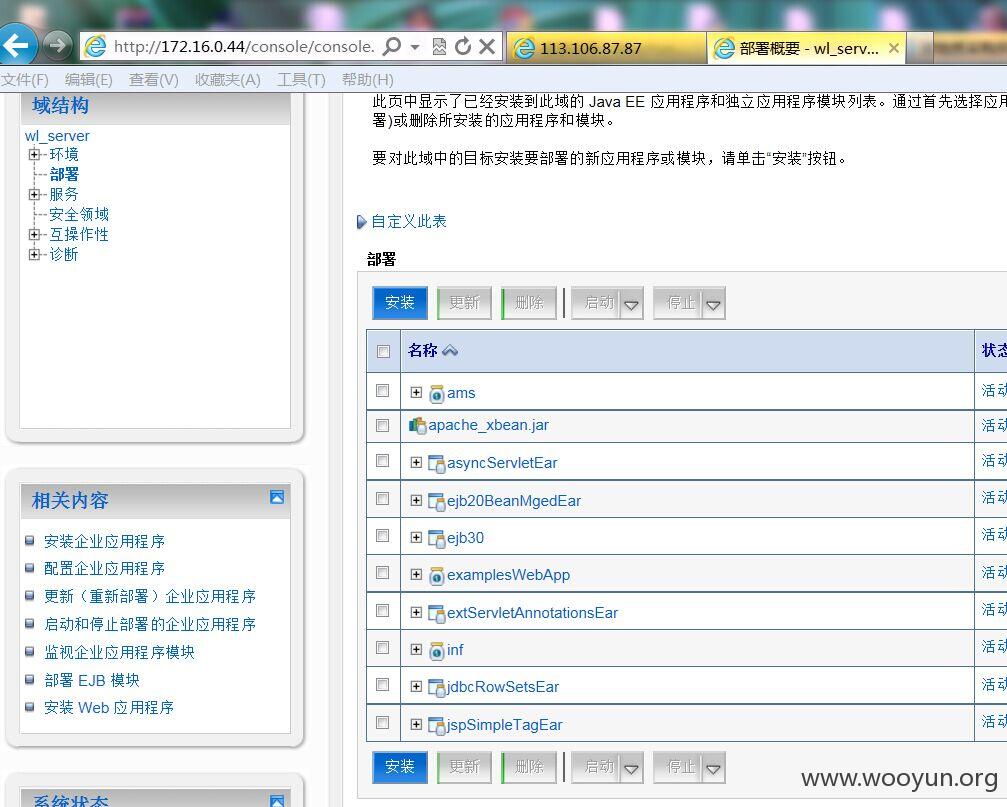 http://172.16.0.44/console/console.
113.106.87.87
部署概要 - wl_serv...
文件(F) 编辑(E) 查看(V) 收藏夹(A) 工具(T) 帮助(H)
域结构
wl_server
环境
部署
服务
安全领域
互操作性
诊断
相关内容
安装企业应用程序
配置企业应用程序
更新（重新部署）企业应用程序
启动和停止部署的企业应用程序
监视企业应用程序模块
部署 EJB 模块
安装 Web 应用程序
系统状态
此页中显示了已经安装到此域的 Java EE 应用程序和独立应用程序模块列表。通过首先选择应用
署)或删除所安装的应用程序和模块。
要对此域中的目标安装要部署的新应用程序或模块，请单击“安装”按钮。
自定义此表
部署
安装 更新 删除 启动 停止
名称 状态
ams 活动
apache_xbean.jar 活动
asyncServletEar 活动
ejb20BeanMgedEar 活动
ejb30 活动
examplesWebApp 活动
extServletAnnotationsEar 活动
inf 活动
jdbcRowSetsEar 活动
jspSimpleTagEar 活动
安装 更新 删除 启动 停止
www.wooyun.org